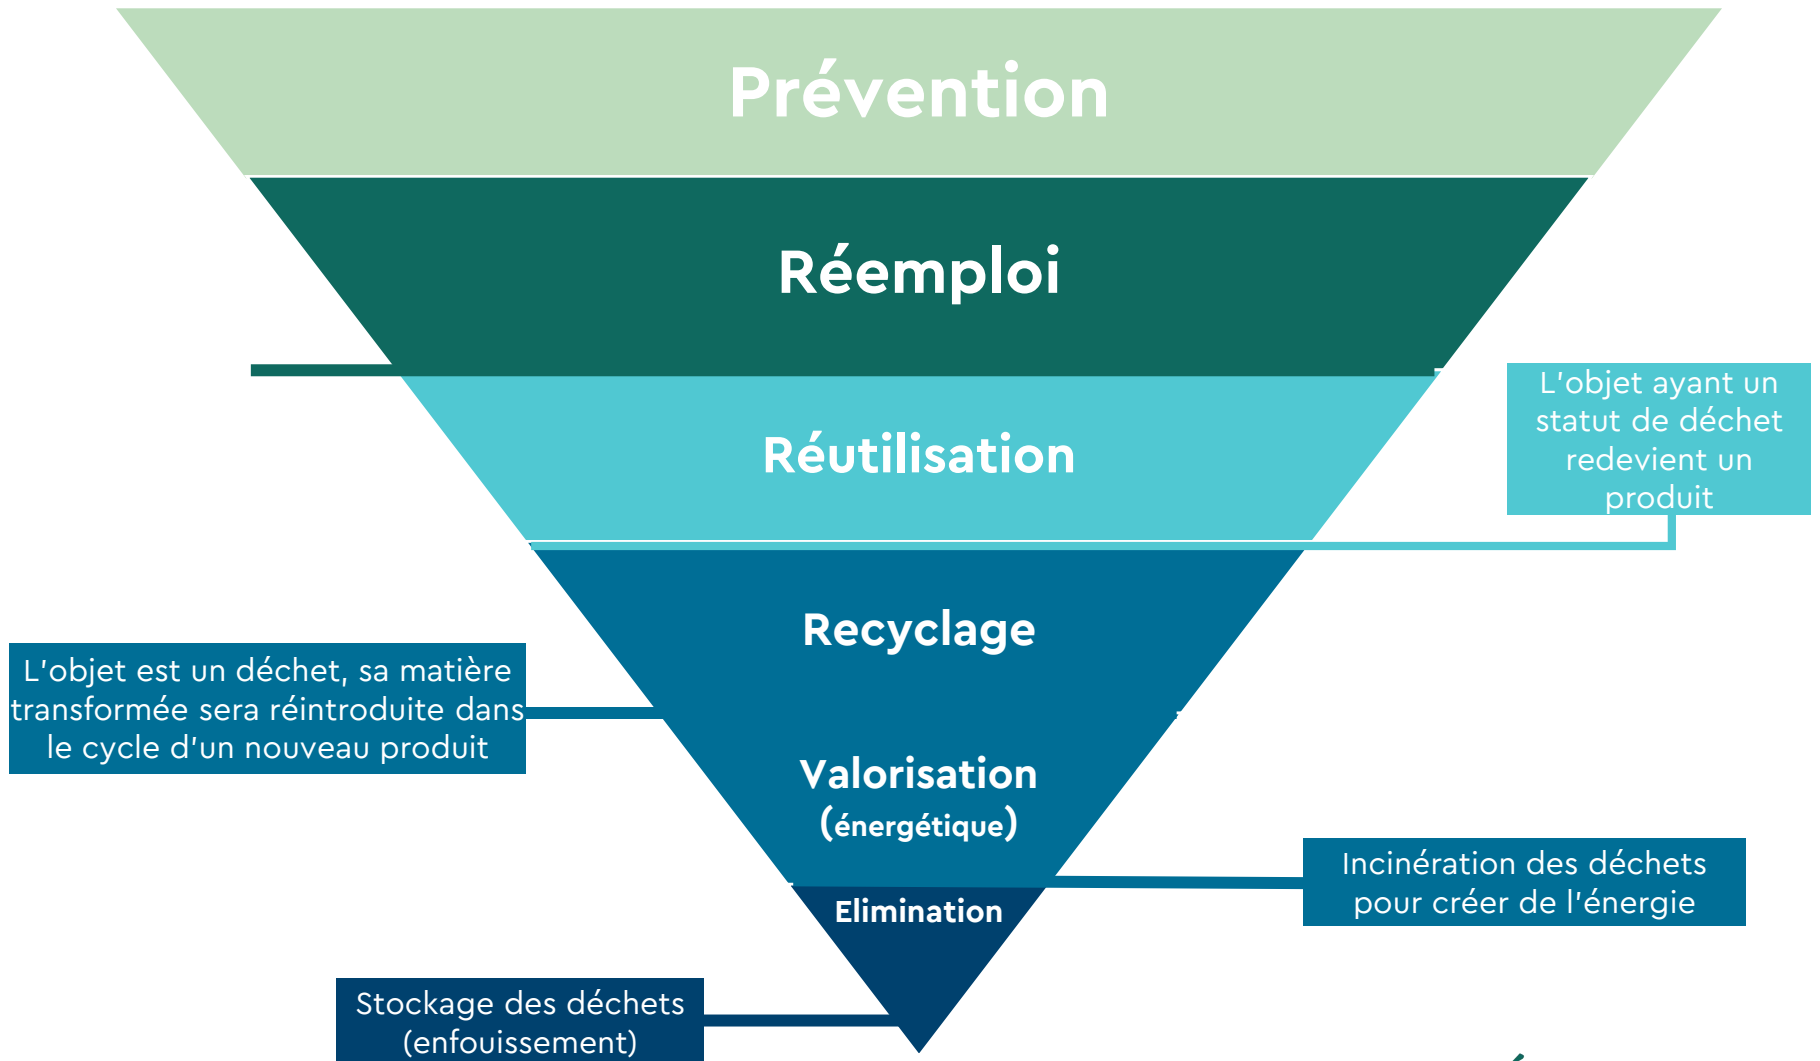 Prévention
Réemploi
L'objet ayant un
statut de déchet
redevient un
produit
Réutilisation
Recyclage
L'objet est un déchet, sa matière
transformée sera réintroduite dans
le cycle d'un nouveau produit
Valorisation
(énergétique)
Incinération des déchets
pour créer de l'énergie
Elimination
Stockage des déchets
(enfouissement)